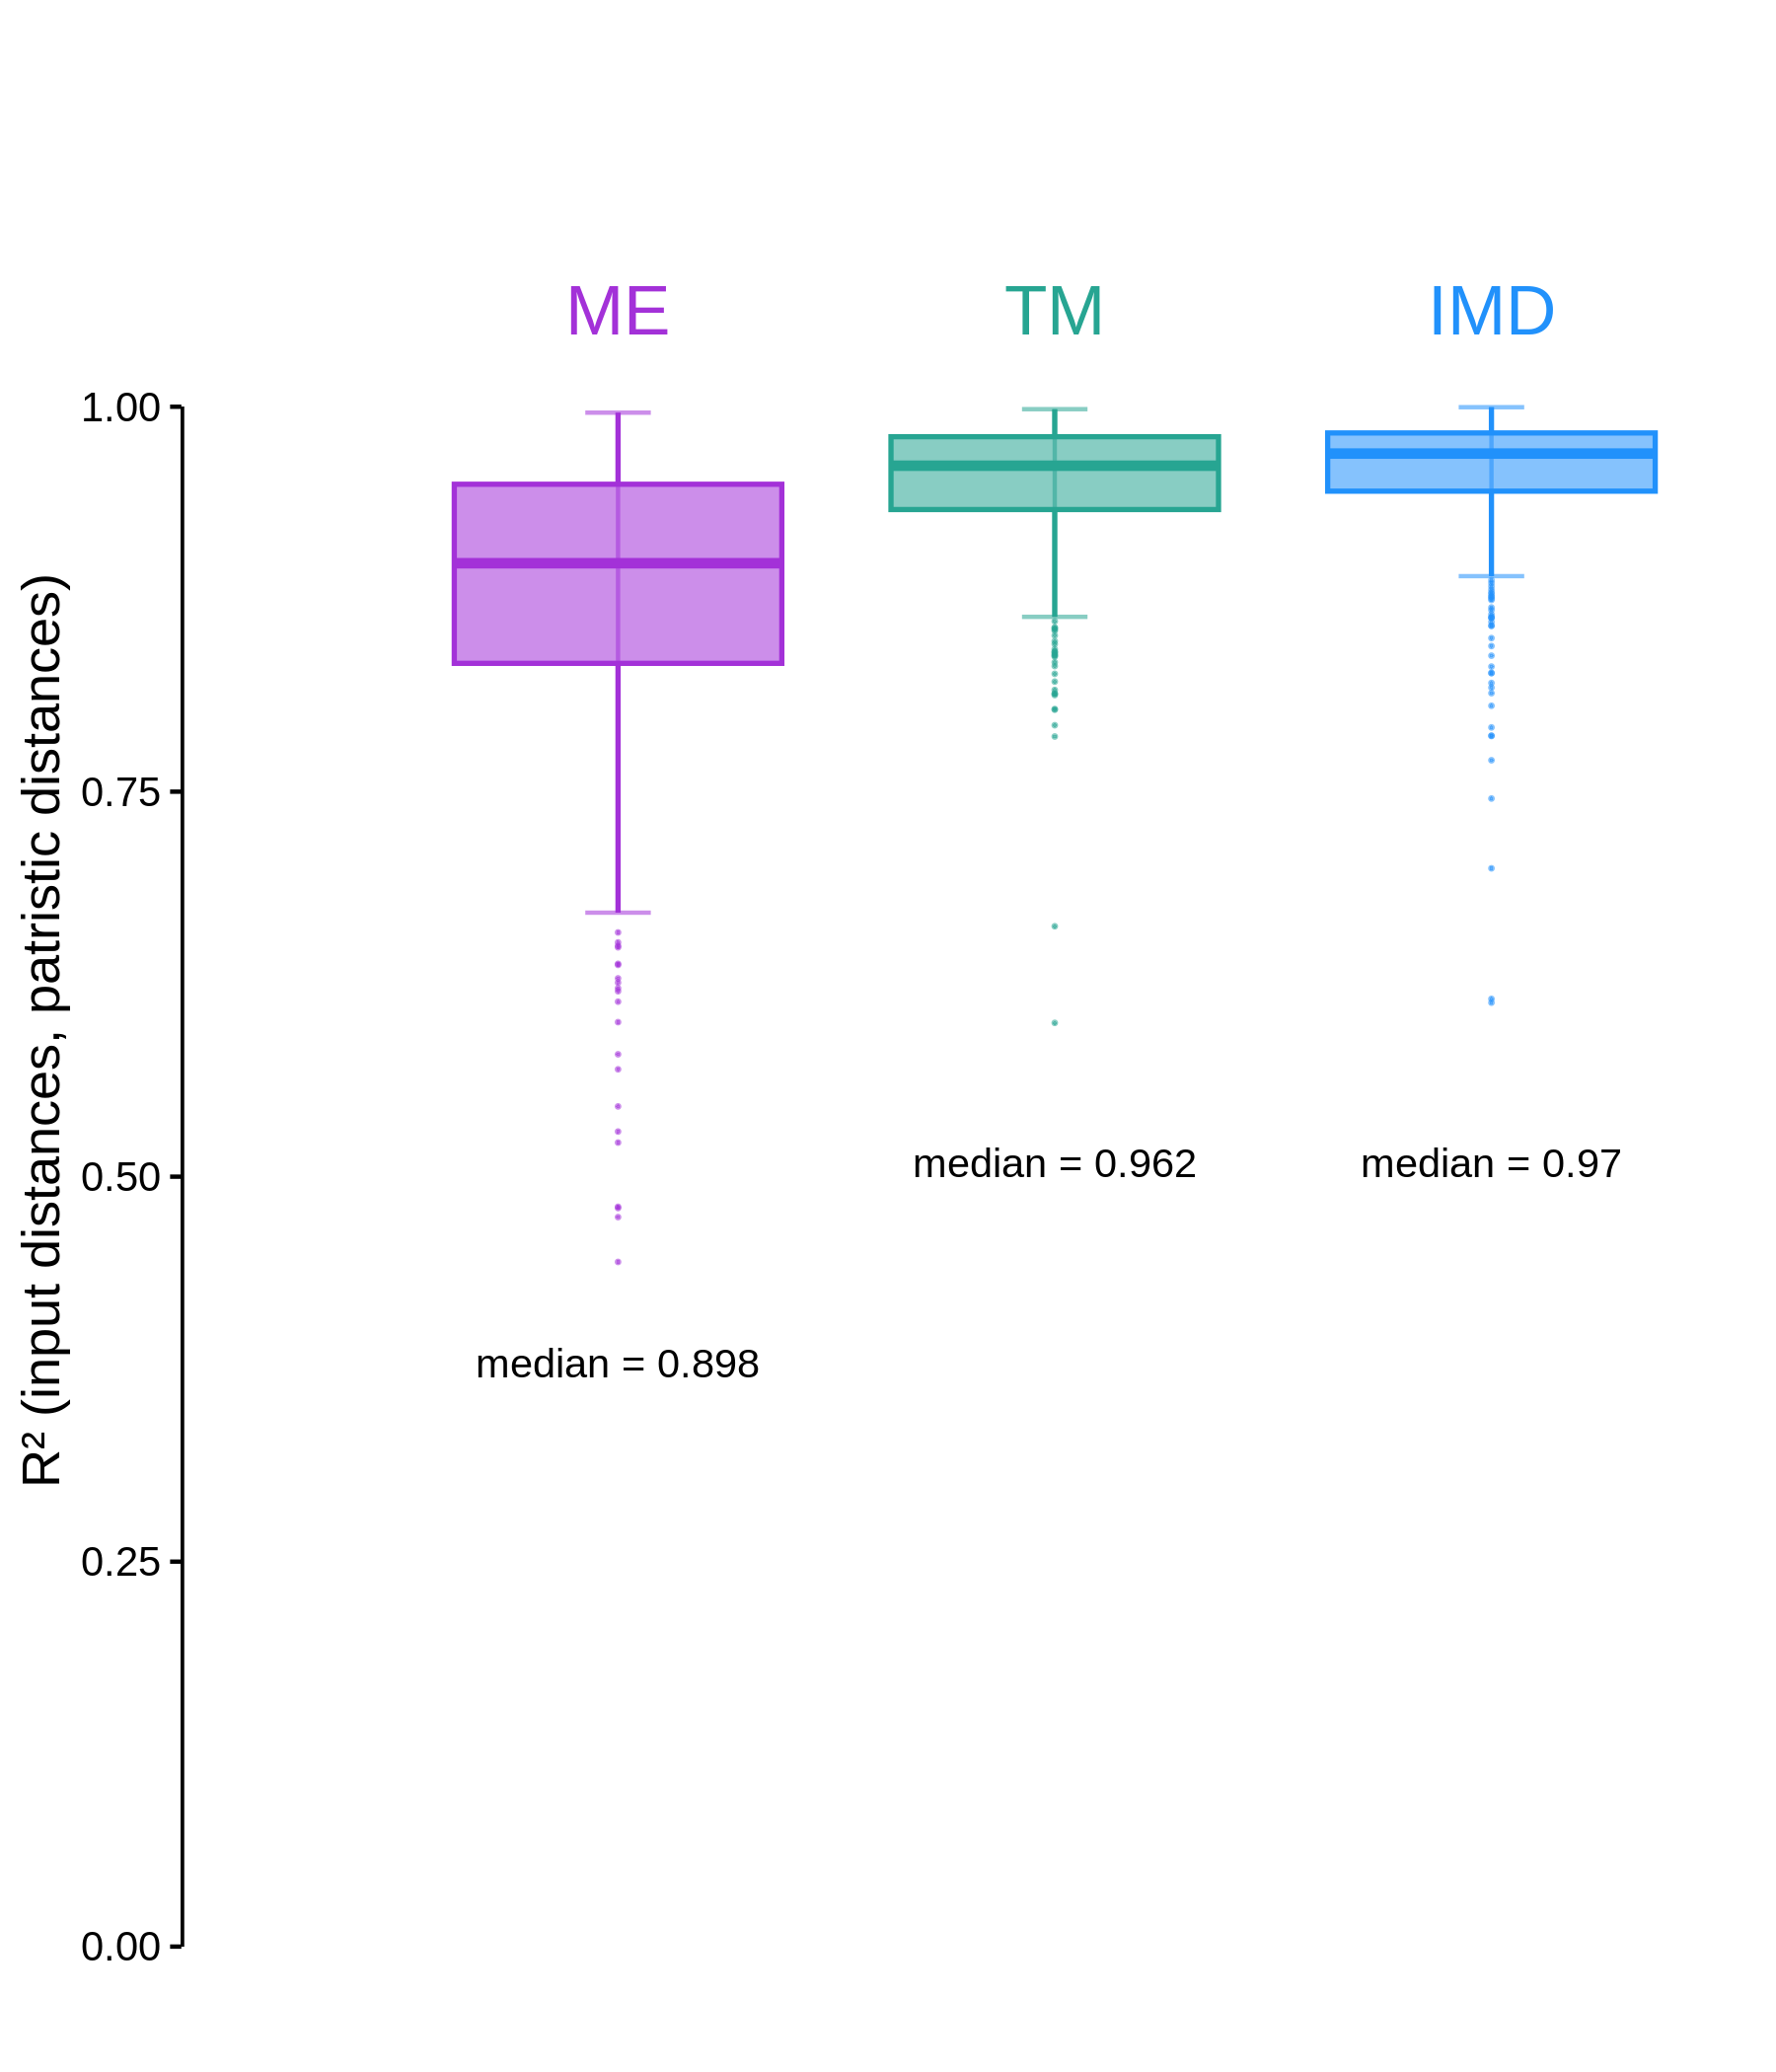 ME
TM
IMD
1.00
0.75
0.50
0.25
0.00
R² (input distances, patristic distances)
median = 0.962
median = 0.97
median = 0.898